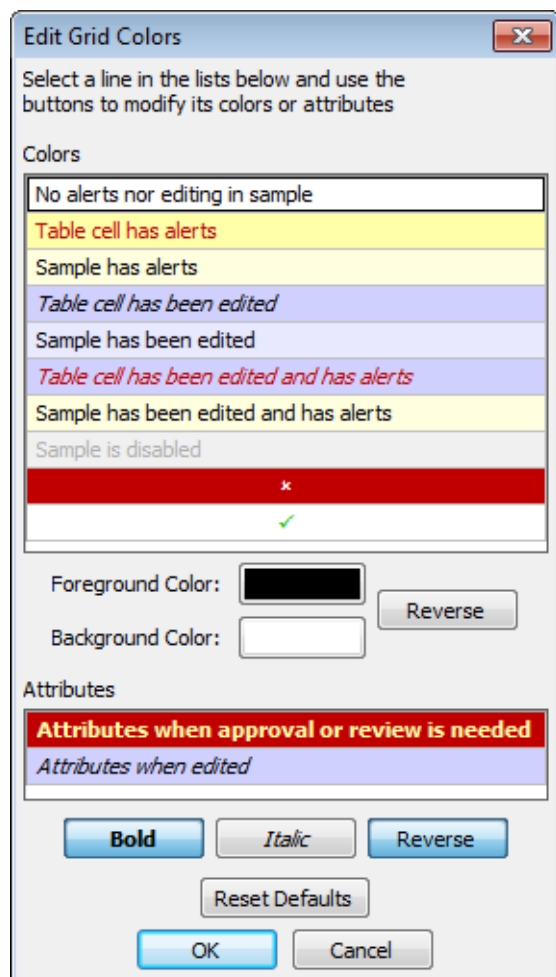 Edit Grid Colors
Select a line in the lists below and use the
buttons to modify its colors or attributes
Colors
No alerts nor editing in sample
Table cell has alerts
Sample has alerts
Table cell has been edited
Sample has been edited
Table cell has been edited and has alerts
Sample has been edited and has alerts
Sample is disabled
Foreground Color:
Reverse
Background Color:
Attributes
Attributes when approval or review is needed
Attributes when edited
Bold Italic Reverse
Reset Defaults
OK Cancel